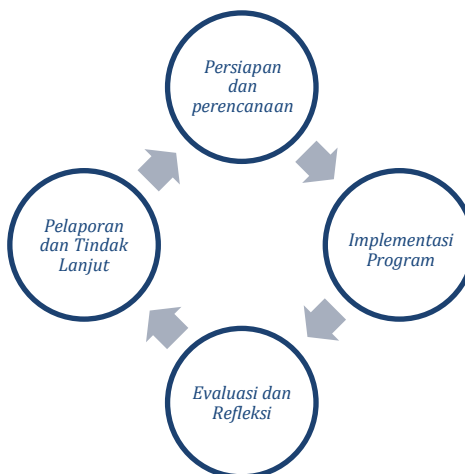 Persiapan
dan
perencanaan
Implementasi
Program
Evaluasi dan
Refleksi
Pelaporan
dan Tindak
Lanjut